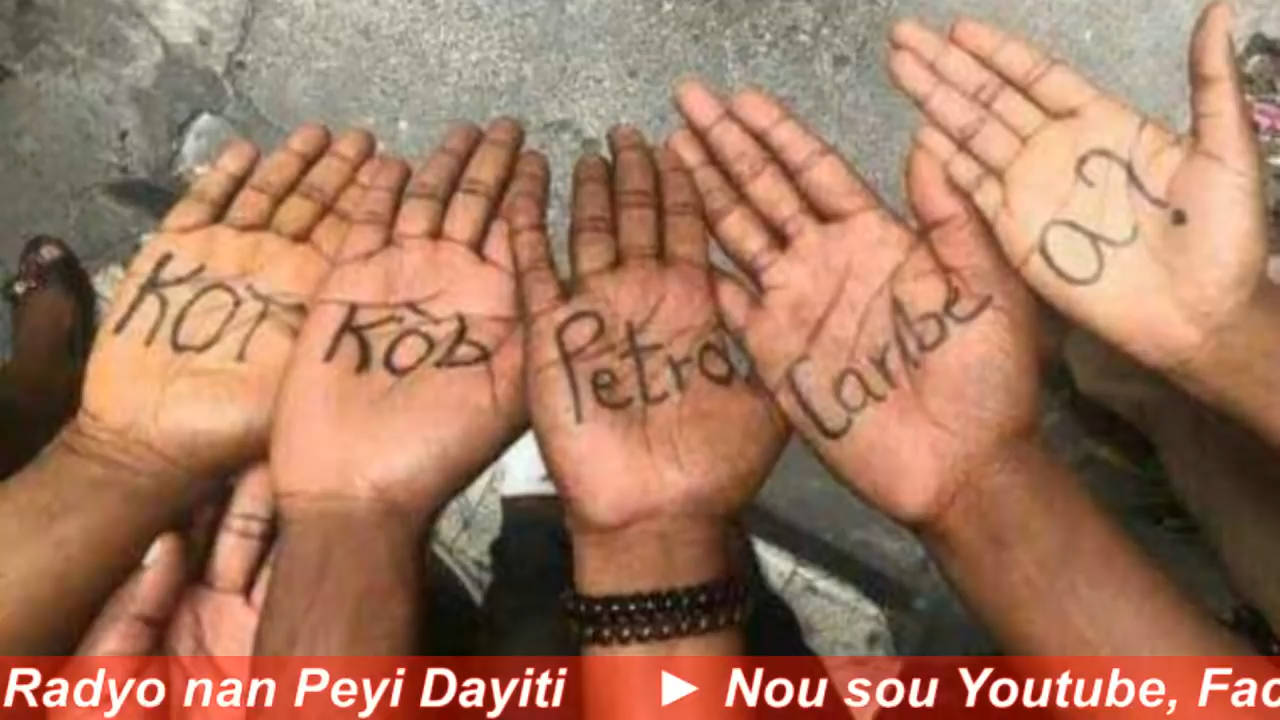 KOT Kòb Petro Caribe a?
Radyo nan Peyi Dayiti ► Nou sou Youtube, Fac